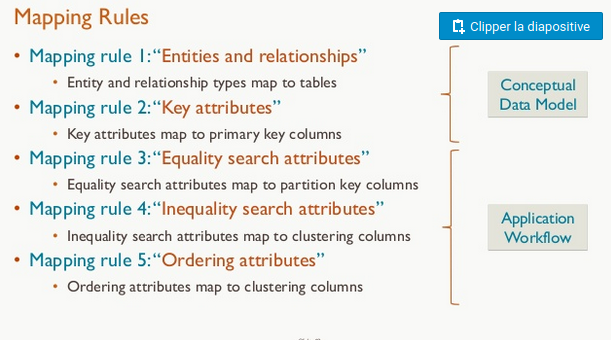 Mapping Rules
Clipper la diapositive
• Mapping rule 1:“Entities and relationships”
• Entity and relationship types map to tables
• Mapping rule 2:“Key attributes”
• Key attributes map to primary key columns
• Mapping rule 3:“Equality search attributes”
• Equality search attributes map to partition key columns
• Mapping rule 4:“Inequality search attributes”
• Inequality search attributes map to clustering columns
• Mapping rule 5:“Ordering attributes”
• Ordering attributes map to clustering columns
Conceptual
Data Model
Application
Workflow